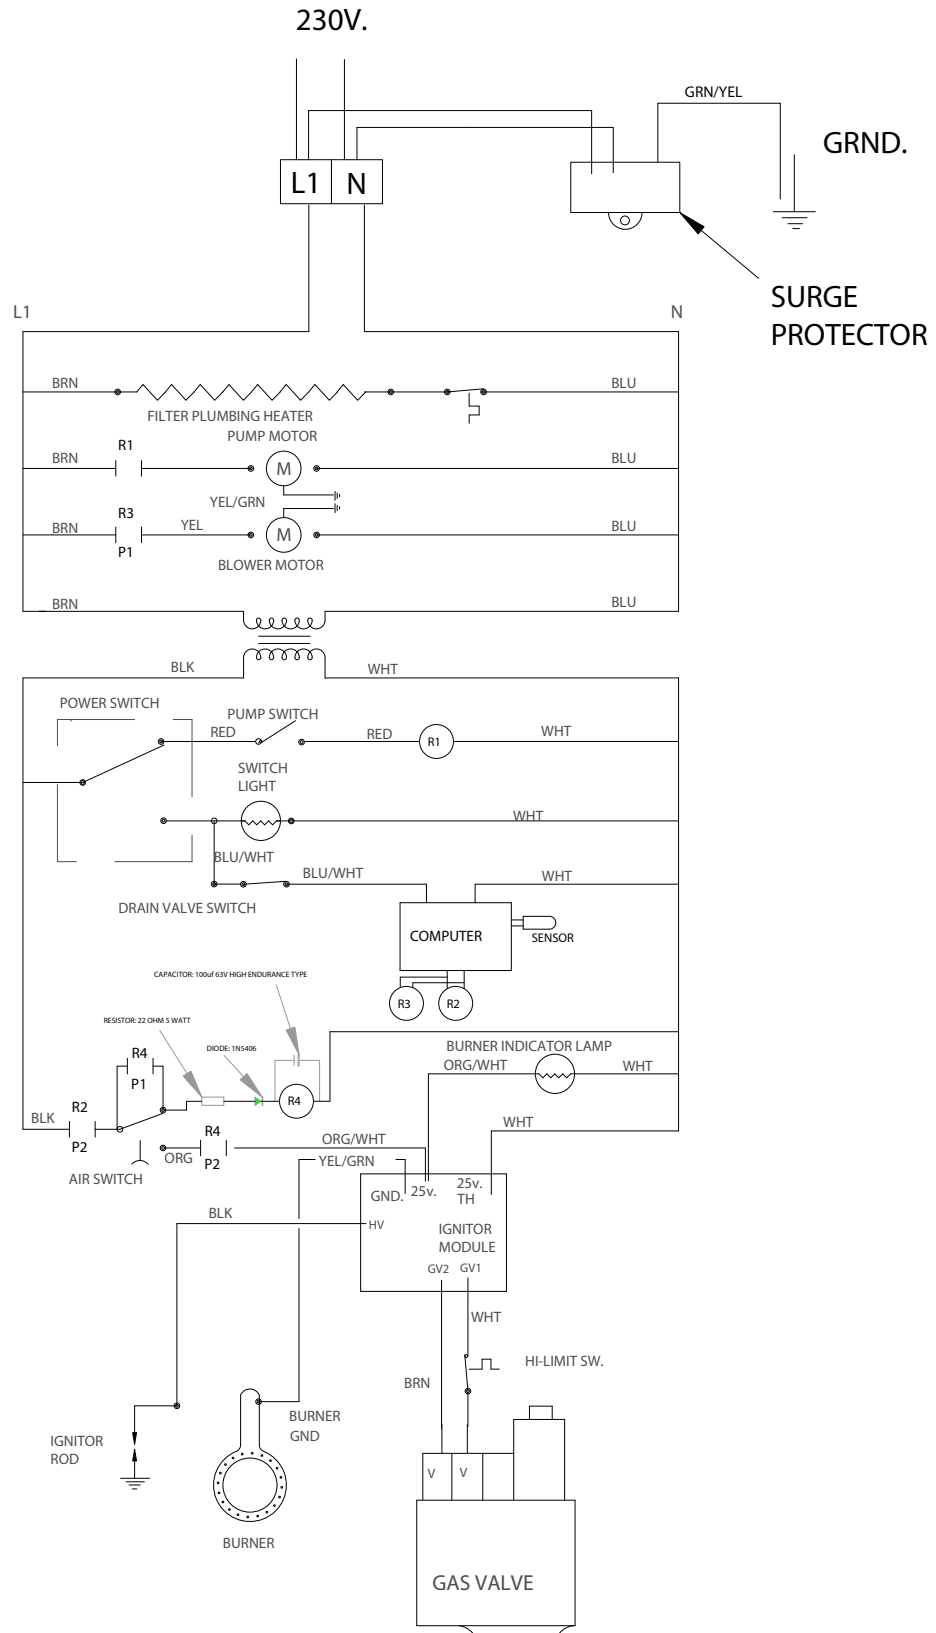 230V.
GRN/YEL
GRND.
L1 N
SURGE
PROTECTOR
L1
N
BRN
BLU
FILTER PLUMBING HEATER
PUMP MOTOR
R1
BRN
M
BLU
YEL/GRN
R3
BRN
YEL
M
BLU
P1
BLOWER MOTOR
BRN
BLU
BLK
WHT
POWER SWITCH
PUMP SWITCH
RED
RED
R1
WHT
SWITCH
LIGHT
WHT
BLU/WHT
BLU/WHT
WHT
DRAIN VALVE SWITCH
COMPUTER
SENSOR
R3
R2
CAPACITOR: 100uf 63V HIGH ENDURANCE TYPE
RESISTOR: 22 OHM 5 WATT
DIODE: 1N5406
BURNER INDICATOR LAMP
ORG/WHT
WHT
R4
P1
R4
R2
BLK
P2
WHT
R4
ORG/WHT
ORG
P2
AIR SWITCH
YEL/GRN
GND.
25v.
25v.
TH
BLK
HV
IGNITOR
MODULE
GV2
GV1
WHT
HI-LIMIT SW.
BRN
BURNER
GND
IGNITOR
ROD
V
V
BURNER
GAS VALVE